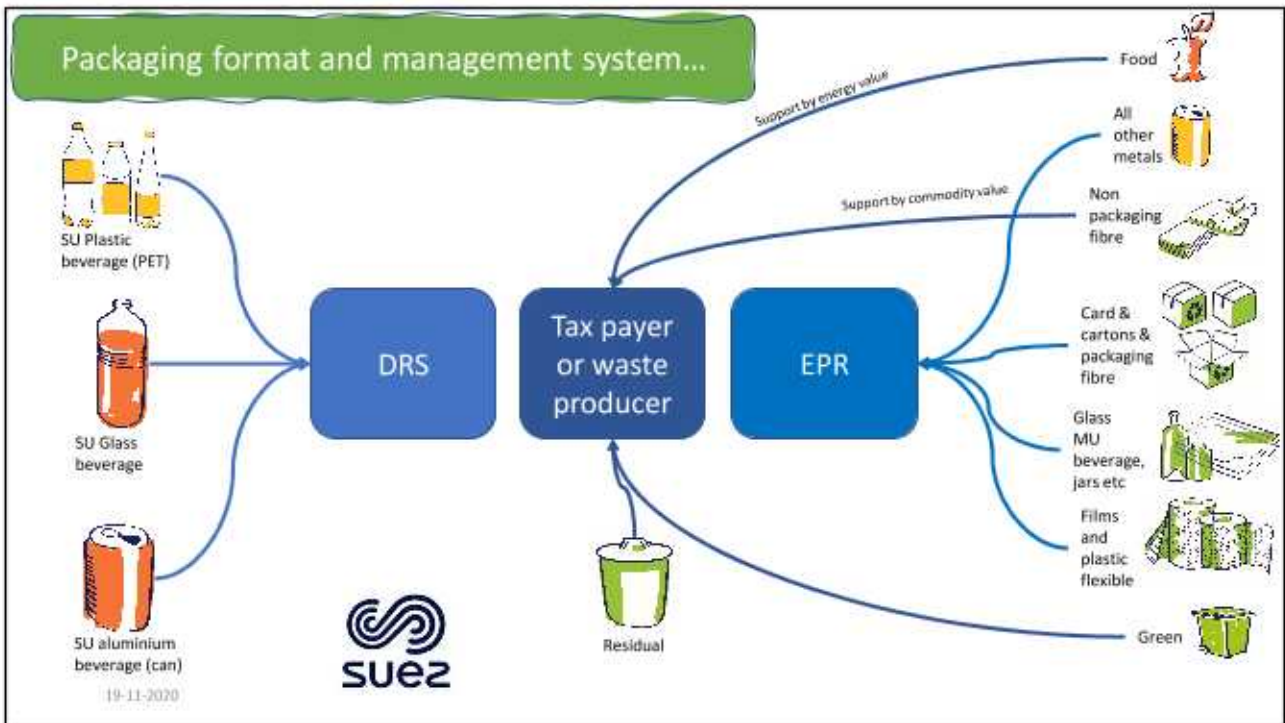 Packaging format and management system...
SU Plastic
beverage (PET)
SU Glass
beverage
SU aluminium
beverage (can)
19-11-2020
DRS
Tax payer
or waste
producer
EPR
Support by energy value
Support by commodity value
Residual
suez
Food
All
other
metals
Non
packaging
fibre
Card &
cartons &
packaging
fibre
Glass
MU
beverage,
jars etc
Films
and
plastic
flexible
Green